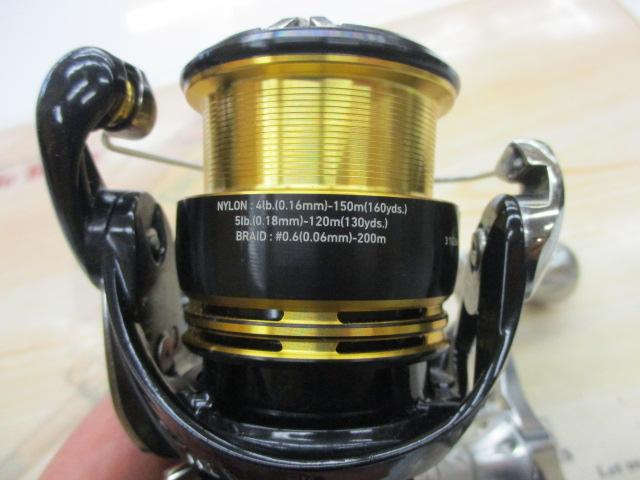 NYLON : 4lb.(0.16mm)-150m(160yds.)
5lb.(0.18mm)-120m(130yds.)
BRAID : #0.6(0.06mm)-200m